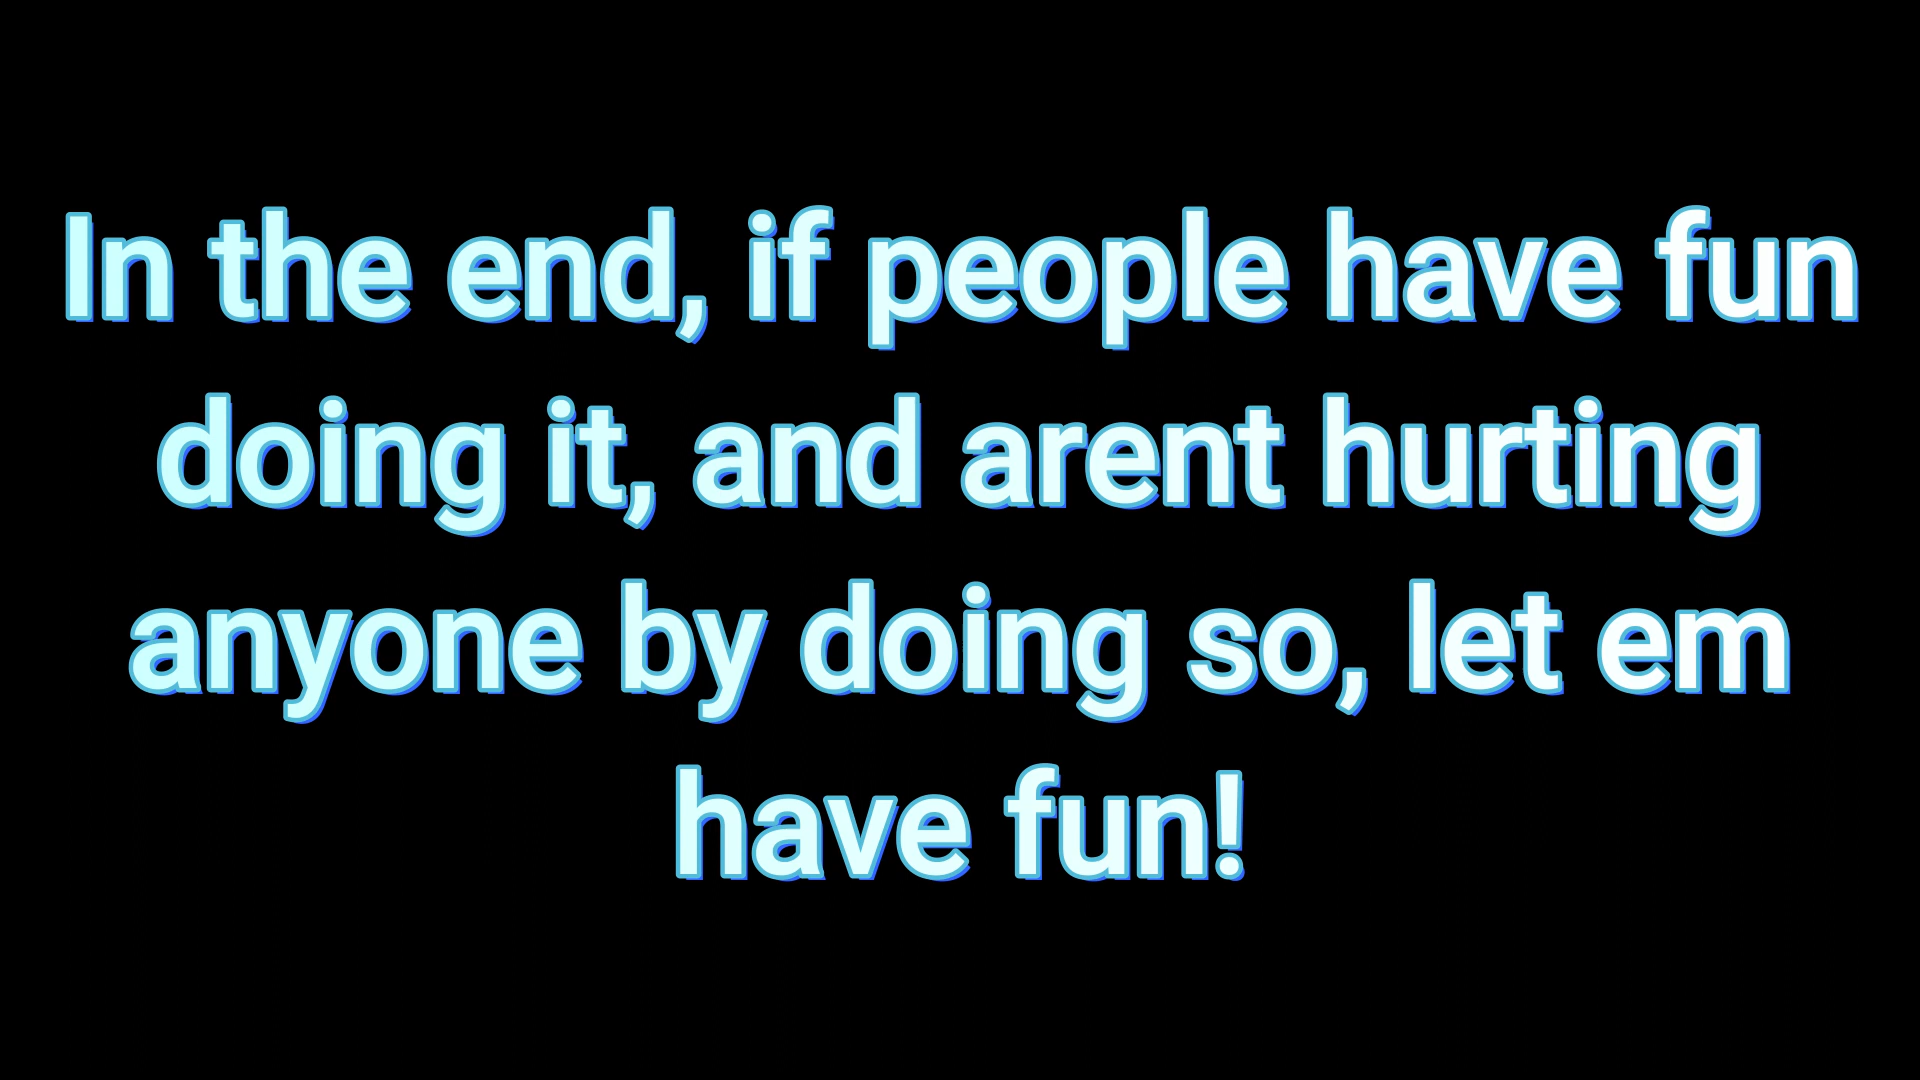 In the end, if people have fun
doing it, and arent hurting
anyone by doing so, let em
have fun!